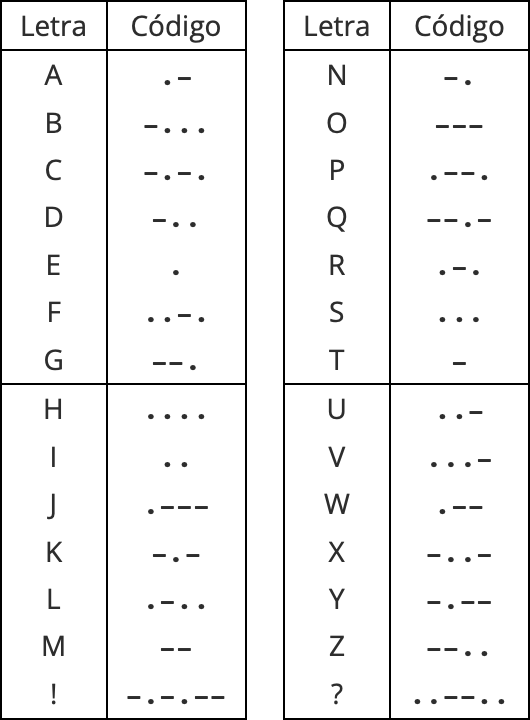 Letra Código
A .–
B –...
C –.–.
D –..
E .
F ..–.
G ––.
H ....
I ..
J .–––
K –.–
L .–..
M ––
! –.–.––
Letra Código
N –.
O –––
P .––.
Q ––.–
R .–.
S ...
T –
U ..–
V ...–
W .––
X –..–
Y –.––
Z ––..
? ..––..